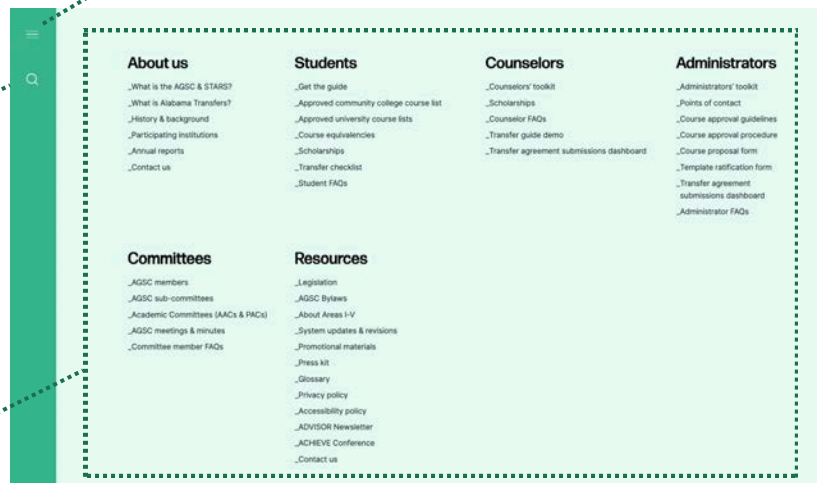 About us
_What is the AGSC & STARS?
_What is Alabama Transfers?
_History & background
_Participating institutions
_Annual reports
_Contact us
Students
_Get the guide
_Approved community college course list
_Approved university course lists
_Course equivalencies
_Scholarships
_Transfer checklist
_Student FAQs
Counselors
_Counselors' toolkit
_Scholarships
_Counselor FAQs
_Transfer guide demo
_Transfer agreement submissions dashboard
Administrators
_Administrators' toolkit
_Points of contact
_Course approval guidelines
_Course approval procedure
_Course proposal form
_Template ratification form
_Transfer agreement
submissions dashboard
_Administrator FAQs
Committees
_AGSC members
_AGSC sub-committees
_Academic Committees (AACs & PACs)
_AGSC meetings & minutes
_Committee member FAQs
Resources
_Legislation
_AGSC Bylaws
_About Areas I-V
_System updates & revisions
_Promotional materials
_Press kit
_Glossary
_Privacy policy
_Accessibility policy
_ADVISOR Newsletter
_ACHIEVE Conference
_Contact us